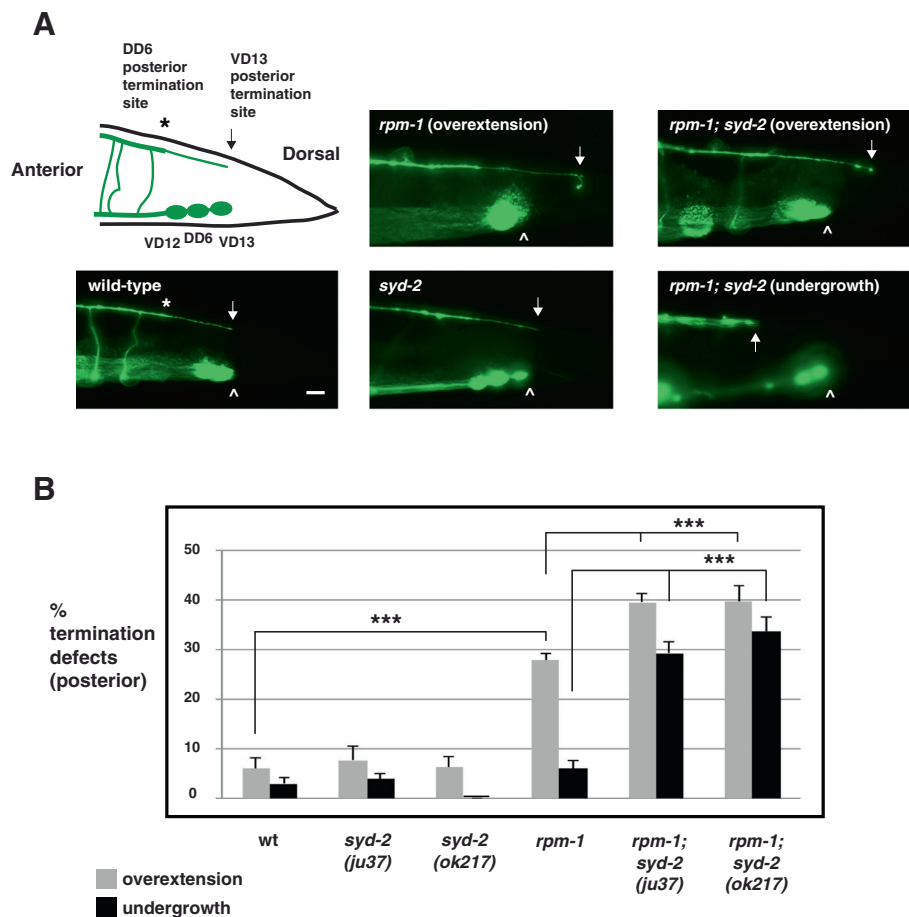 A
DD6
posterior
termination
site
*
VD13
posterior
termination
site
Anterior
Dorsal
VD12 DD6 VD13
rpm-1 (overextension)
^
rpm-1; syd-2 (overextension)
^
wild-type
*
^
syd-2
^
rpm-1; syd-2 (undergrowth)
^
B
%
termination
defects
(posterior)
50
40
30
20
10
0
***
***
***
wt
syd-2
(ju37)
syd-2
(ok217)
rpm-1
rpm-1;
syd-2
(ju37)
rpm-1;
syd-2
(ok217)
overextension
undergrowth